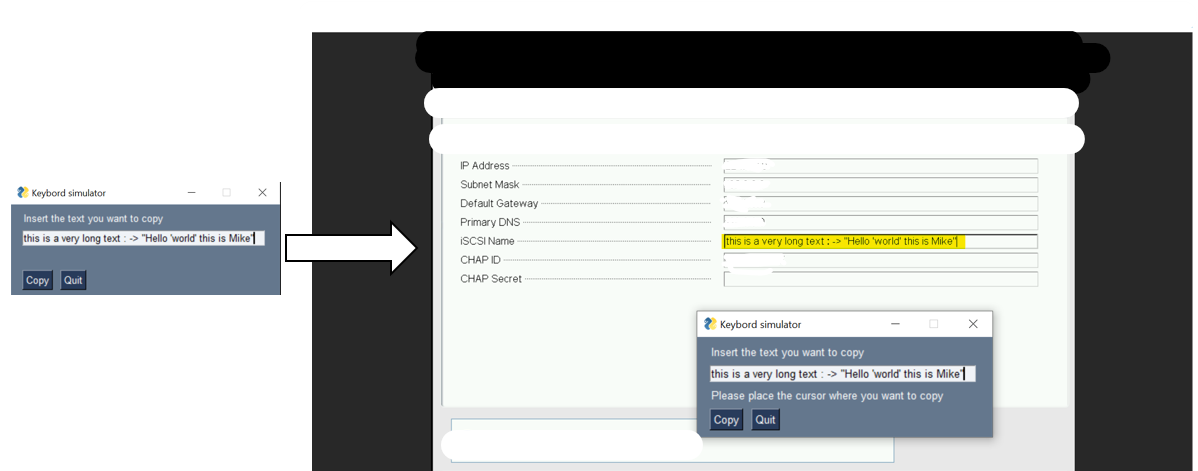 Keybord simulator
Insert the text you want to copy
this is a very long text : -> "Hello 'world' this is Mike"
Copy Quit
IP Address
Subnet Mask
Default Gateway
Primary DNS
iSCSI Name this is a very long text : -> "Hello 'world' this is Mike"
CHAP ID
CHAP Secret
Keybord simulator
Insert the text you want to copy
this is a very long text : -> "Hello 'world' this is Mike"
Please place the cursor where you want to copy
Copy Quit